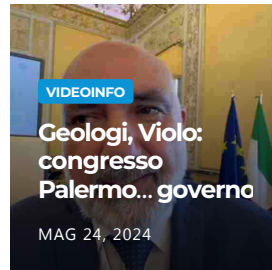 VIDEOINFO
Geologi, Violo:
congresso
Palermo... governo
MAG 24, 2024